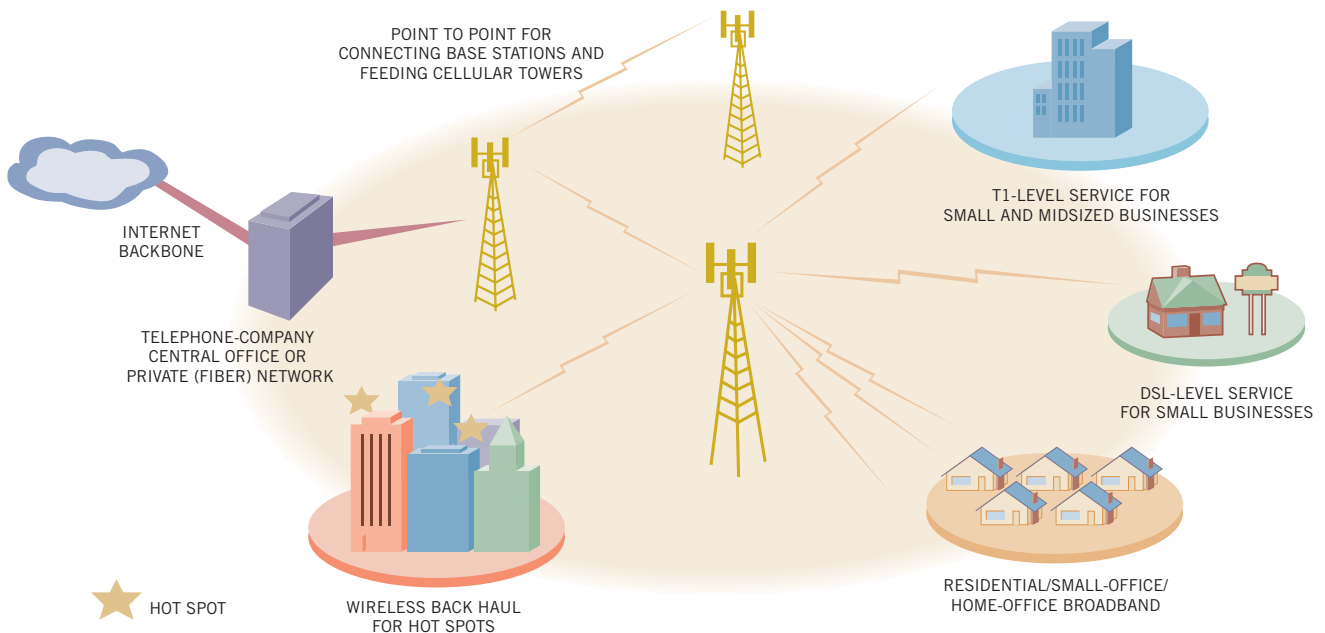 POINT TO POINT FOR
CONNECTING BASE STATIONS AND
FEEDING CELLULAR TOWERS
T1-LEVEL SERVICE FOR
SMALL AND MIDSIZED BUSINESSES
INTERNET
BACKBONE
TELEPHONE-COMPANY
CENTRAL OFFICE OR
PRIVATE (FIBER) NETWORK
DSL-LEVEL SERVICE
FOR SMALL BUSINESSES
RESIDENTIAL/SMALL-OFFICE/
HOME-OFFICE BROADBAND
HOT SPOT
WIRELESS BACK HAUL
FOR HOT SPOTS